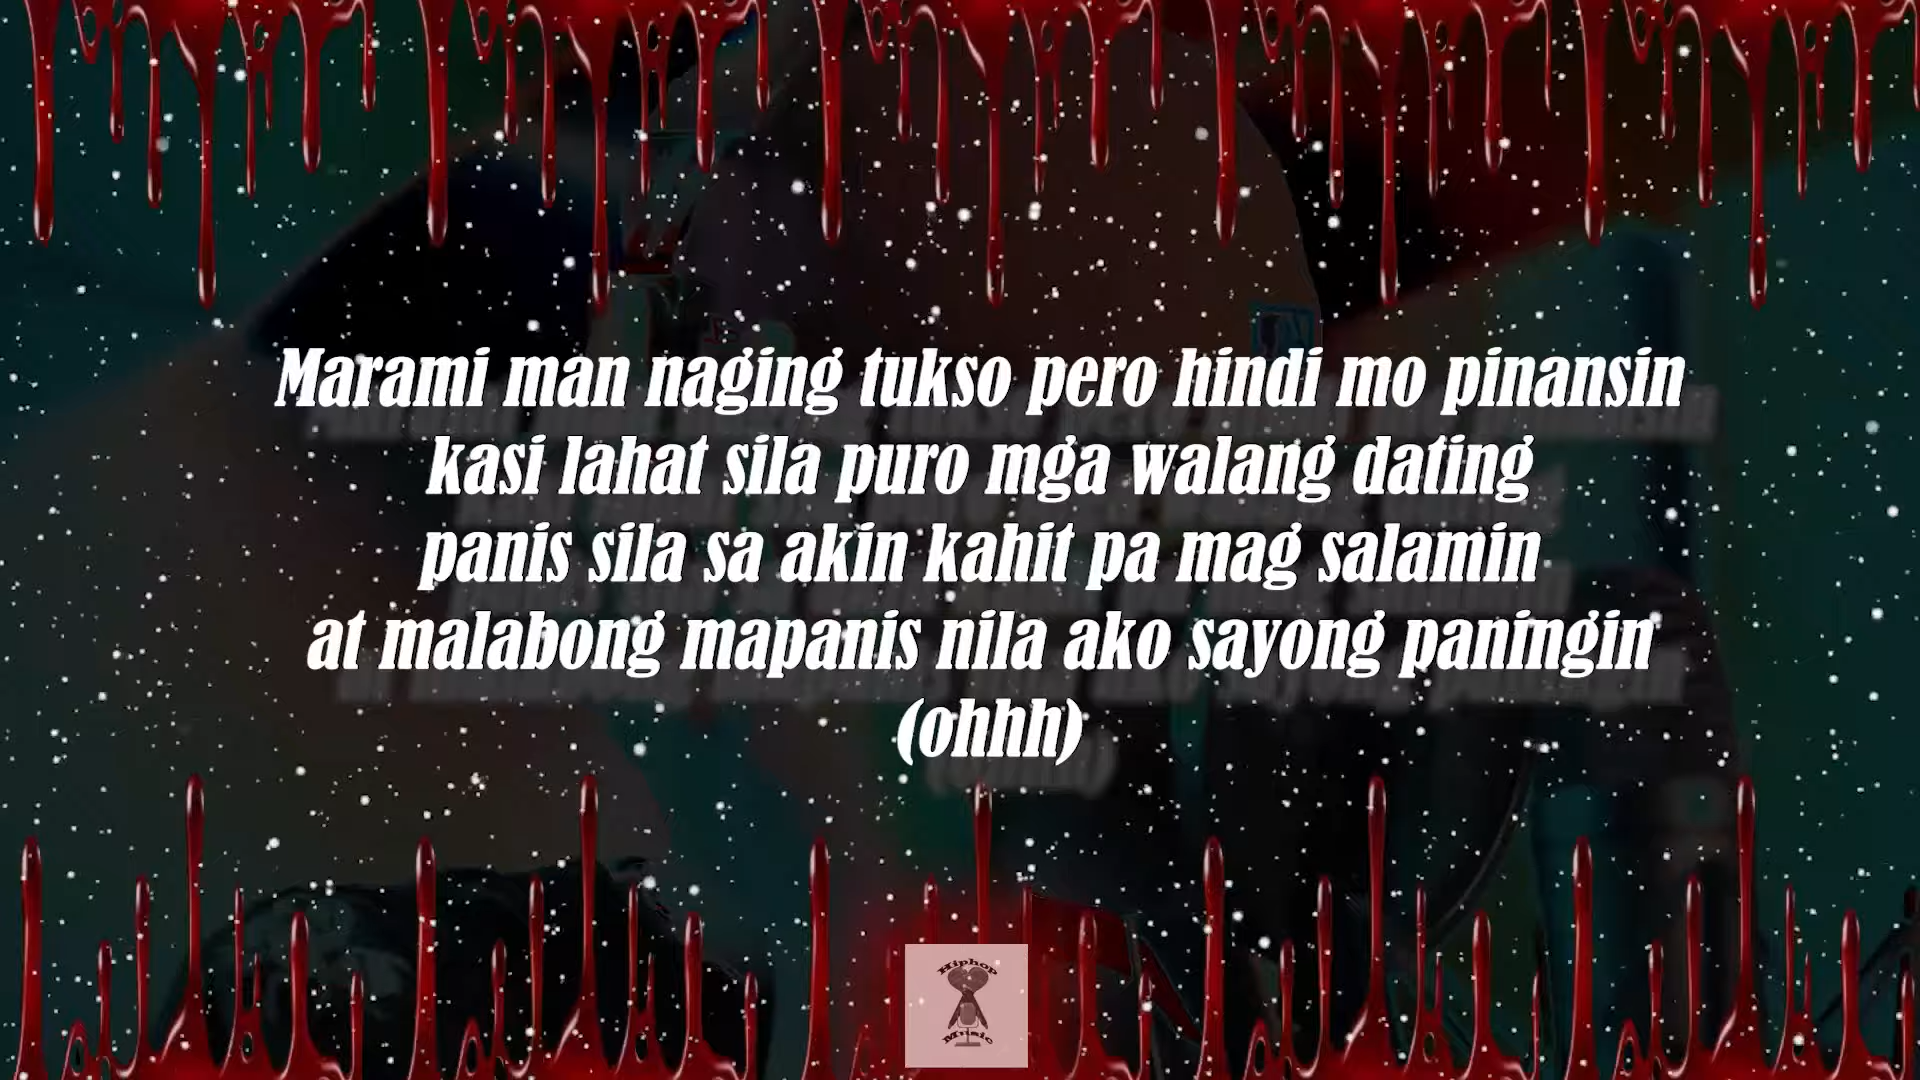 Marami man naging tukso pero hindi mo pinansin
kasi lahat sila puro mga walang dating
panis sila sa akin kahit pa mag salamin
at malabong mapanis nila ako sayong paningin
(ohhh)
Hiphop